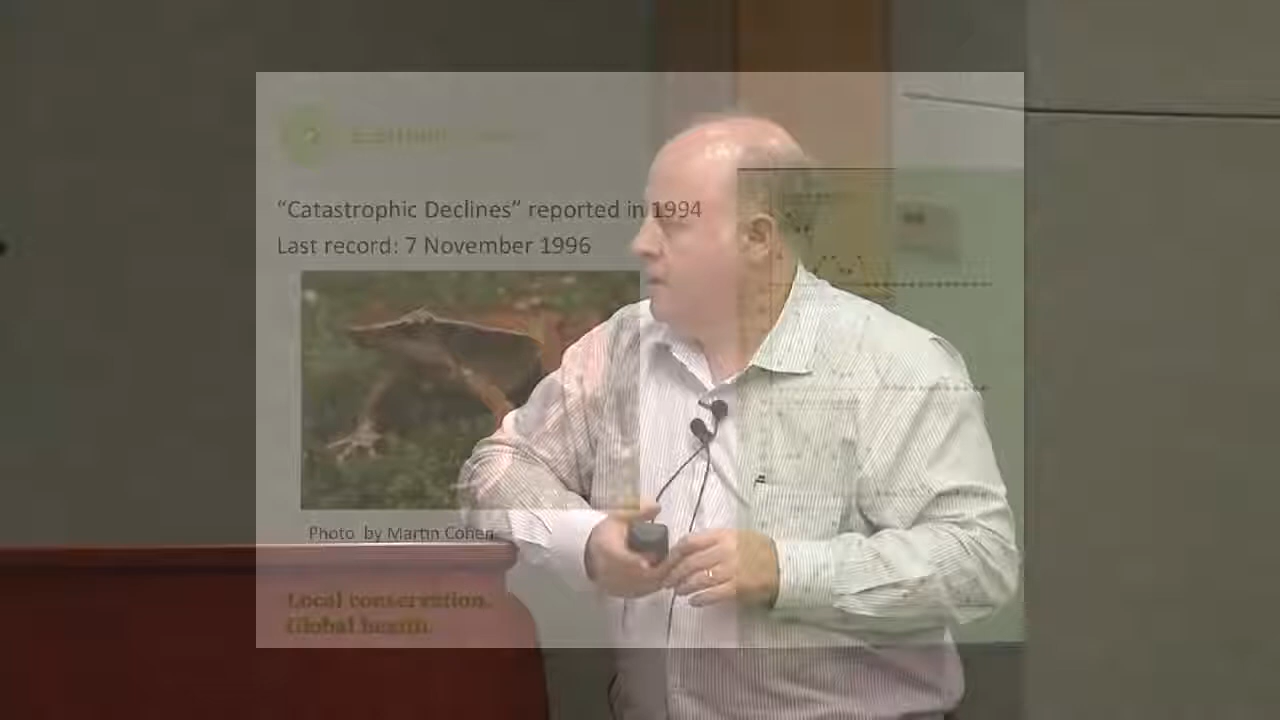 “Catastrophic Declines” reported in 1994
Last record: 7 November 1996
Photo by Martin Cohen
Local conservation.
Global health.